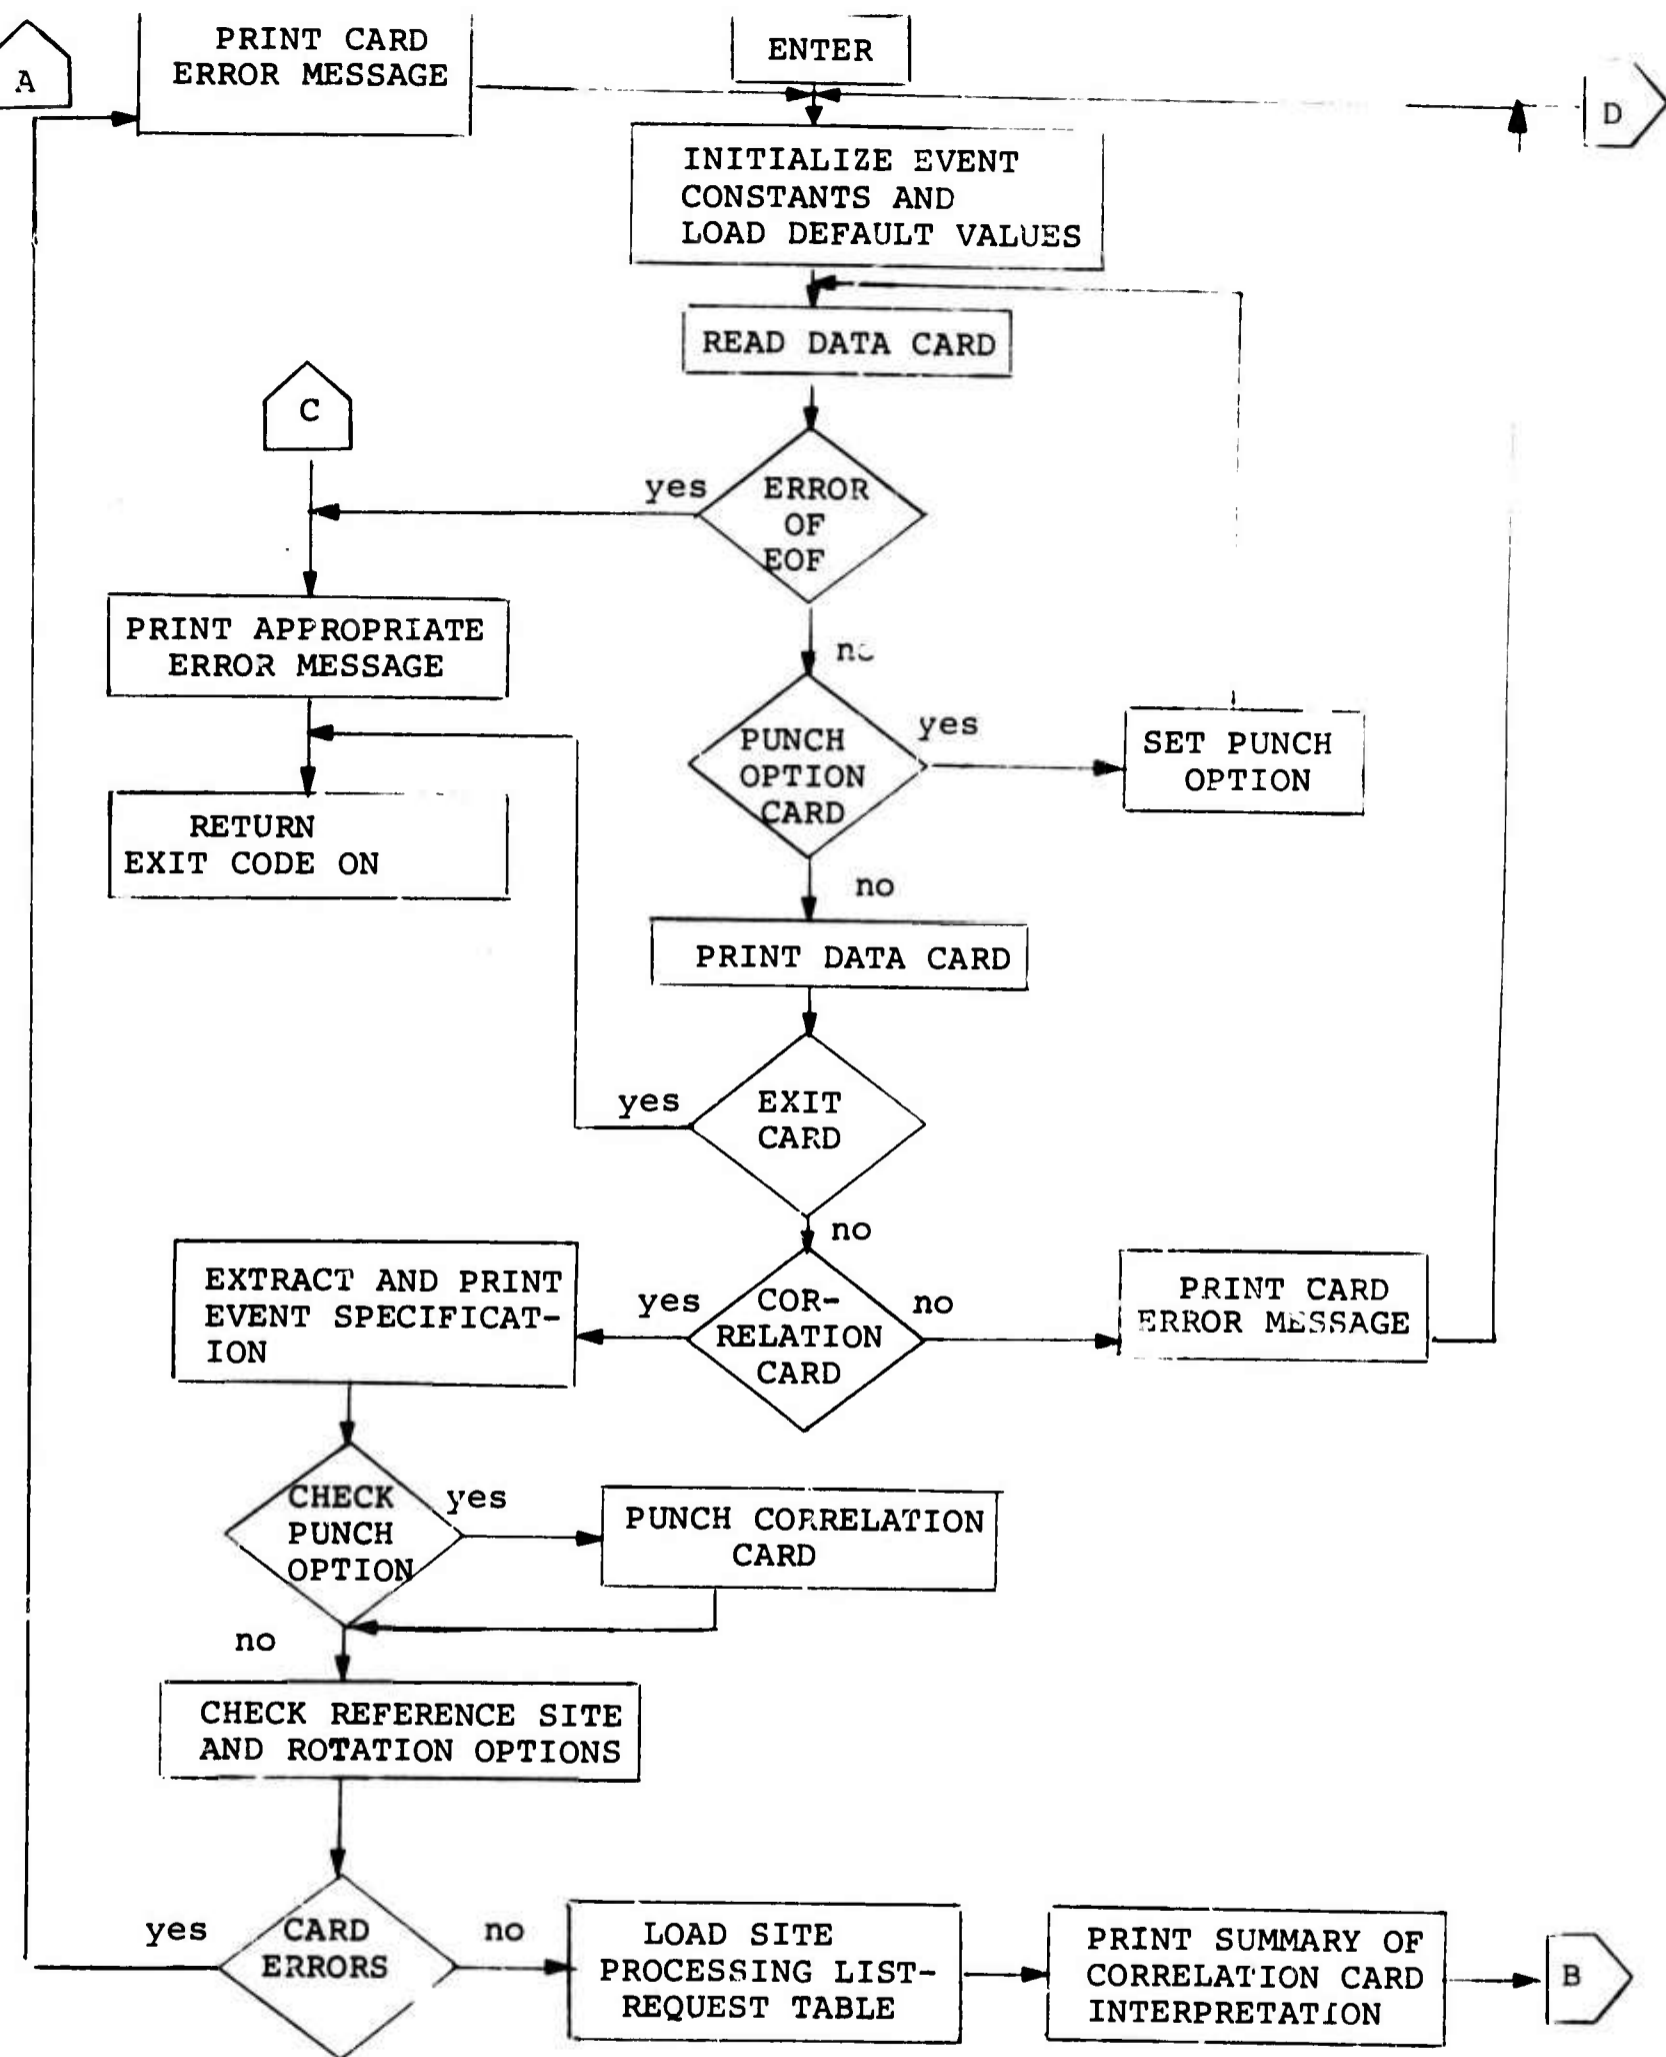 A
PRINT CARD
ERROR MESSAGE
ENTER
D
INITIALIZE EVENT
CONSTANTS AND
LOAD DEFAULT VALUES
READ DATA CARD
C
yes
ERROR
OF
EOF
PRINT APPROPRIATE
ERROR MESSAGE
no
PUNCH
OPTION
CARD
yes
SET PUNCH
OPTION
RETURN
EXIT CODE ON
no
PRINT DATA CARD
yes
EXIT
CARD
no
EXTRACT AND PRINT
EVENT SPECIFICAT-
ION
yes
COR-
RELATION
CARD
no
PRINT CARD
ERROR MESSAGE
CHECK
PUNCH
OPTION
yes
PUNCH CORRELATION
CARD
no
CHECK REFERENCE SITE
AND ROTATION OPTIONS
yes
CARD
ERRORS
no
LOAD SITE
PROCESSING LIST-
REQUEST TABLE
PRINT SUMMARY OF
CORRELATION CARD
INTERPRETATION
B